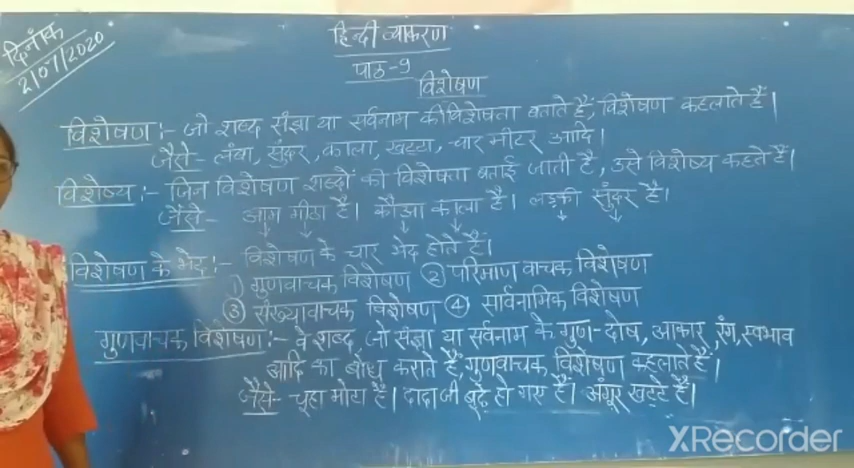 दिनांक
2/07/2020
हिन्दी व्याकरण
पाठ-9
विशेषण
विशेषण :- जो शब्द संज्ञा या सर्वनाम की विशेषता बताते हैं, विशेषण कहलाते हैं।
जैसे- लंबा, सुंदर, काला, खट्टा, चार मीटर आदि।
विशेष्य :- जिन विशेषण शब्दों की विशेषता बताई जाती है, उसे विशेष्य कहते हैं।
जैसे- आम मीठा है। कौआ काला है। लड़की सुंदर है।
विशेषण के भेद :- विशेषण के चार भेद होते हैं।
① गुणवाचक विशेषण ② परिमाण वाचक विशेषण
③ संख्यावाचक विशेषण ④ सार्वनामिक विशेषण
गुणवाचक विशेषण :- वे शब्द, जो संज्ञा या सर्वनाम के गुण-दोष, आकार, रंग, स्वभाव
आदि का बोध कराते हैं, गुणवाचक विशेषण कहलाते हैं।
जैसे- चूहा मोटा है। दादा जी बूढ़े हो गए हैं। अंगूर खट्टे हैं।
XRecorder